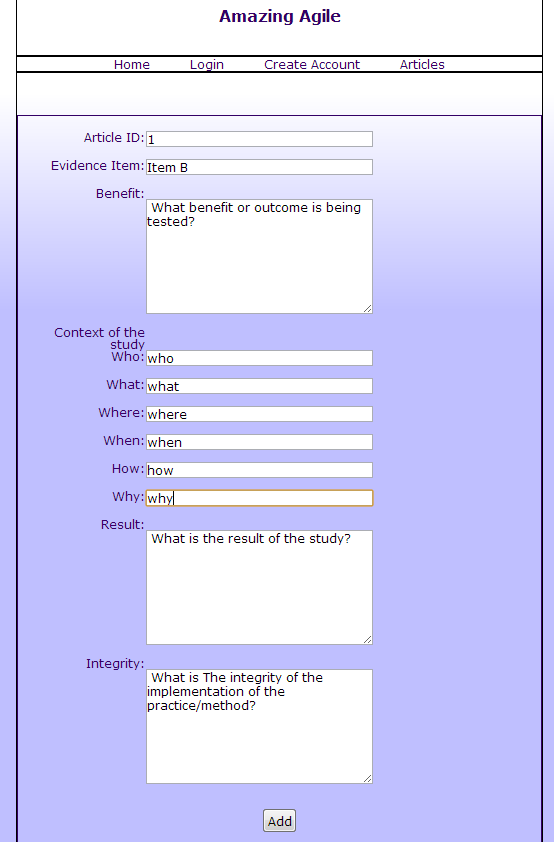 Amazing Agile
Home Login Create Account Articles
Article ID: 1
Evidence Item: Item B
Benefit:
What benefit or outcome is being
tested?
Context of the
study
Who: who
What: what
Where: where
When: when
How: how
Why: why
Result:
What is the result of the study?
Integrity:
What is The integrity of the
implementation of the
practice/method?
Add